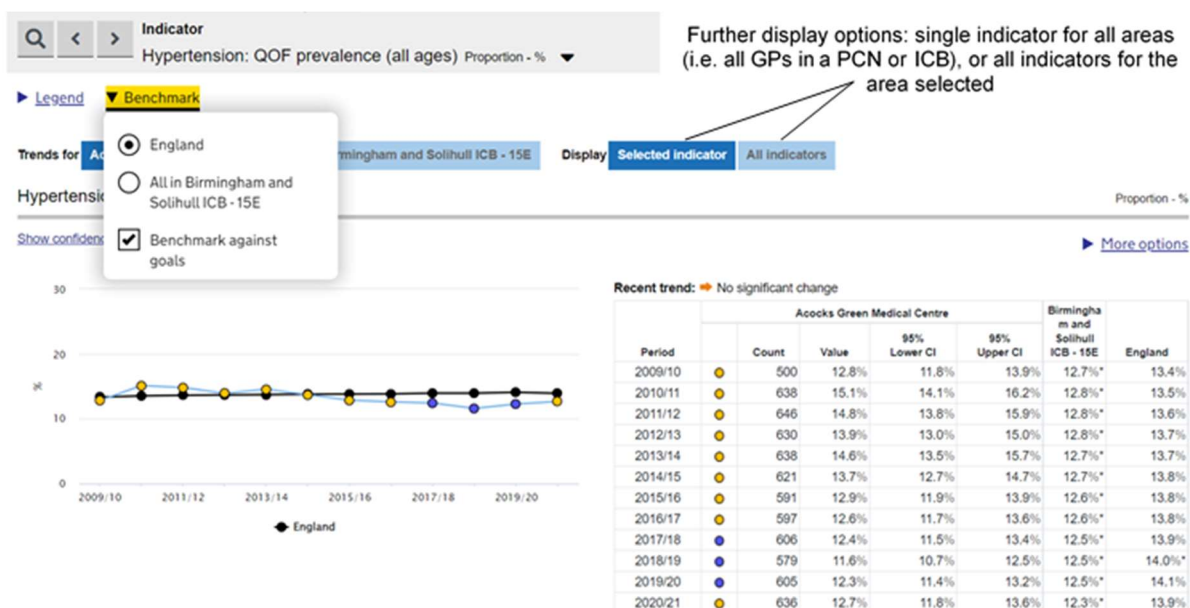 Indicator
Hypertension: QOF prevalence (all ages) Proportion - %
Further display options: single indicator for all areas
(i.e. all GPs in a PCN or ICB), or all indicators for the
area selected
Legend
Benchmark
England
All in Birmingham and
Solihull ICB - 15E
Benchmark against
goals
Trends for Ac
rmingham and Solihull ICB - 15E
Display Selected indicator All indicators
Hypertensi
Proportion - %
Show confiden
More options
30
20
10
0
%
2009/10 2011/12 2013/14 2015/16 2017/18 2019/20
England
Recent trend: No significant change
Acocks Green Medical Centre
Birmingha
m and
Solihull
ICB - 15E
England
Period Count Value 95% Lower CI 95% Upper CI
2009/10 500 12.8% 11.8% 13.9% 12.7%* 13.4%
2010/11 638 15.1% 14.1% 16.2% 12.8%* 13.5%
2011/12 646 14.8% 13.8% 15.9% 12.8%* 13.6%
2012/13 630 13.9% 13.0% 15.0% 12.8%* 13.7%
2013/14 638 14.6% 13.5% 15.7% 12.7%* 13.7%
2014/15 621 13.7% 12.7% 14.7% 12.7%* 13.8%
2015/16 591 12.9% 11.9% 13.9% 12.6%* 13.8%
2016/17 597 12.6% 11.7% 13.6% 12.6%* 13.8%
2017/18 606 12.4% 11.5% 13.4% 12.5%* 13.9%
2018/19 579 11.6% 10.7% 12.5% 12.5%* 14.0%*
2019/20 605 12.3% 11.4% 13.2% 12.5%* 14.1%
2020/21 636 12.7% 11.8% 13.6% 12.3%* 13.9%